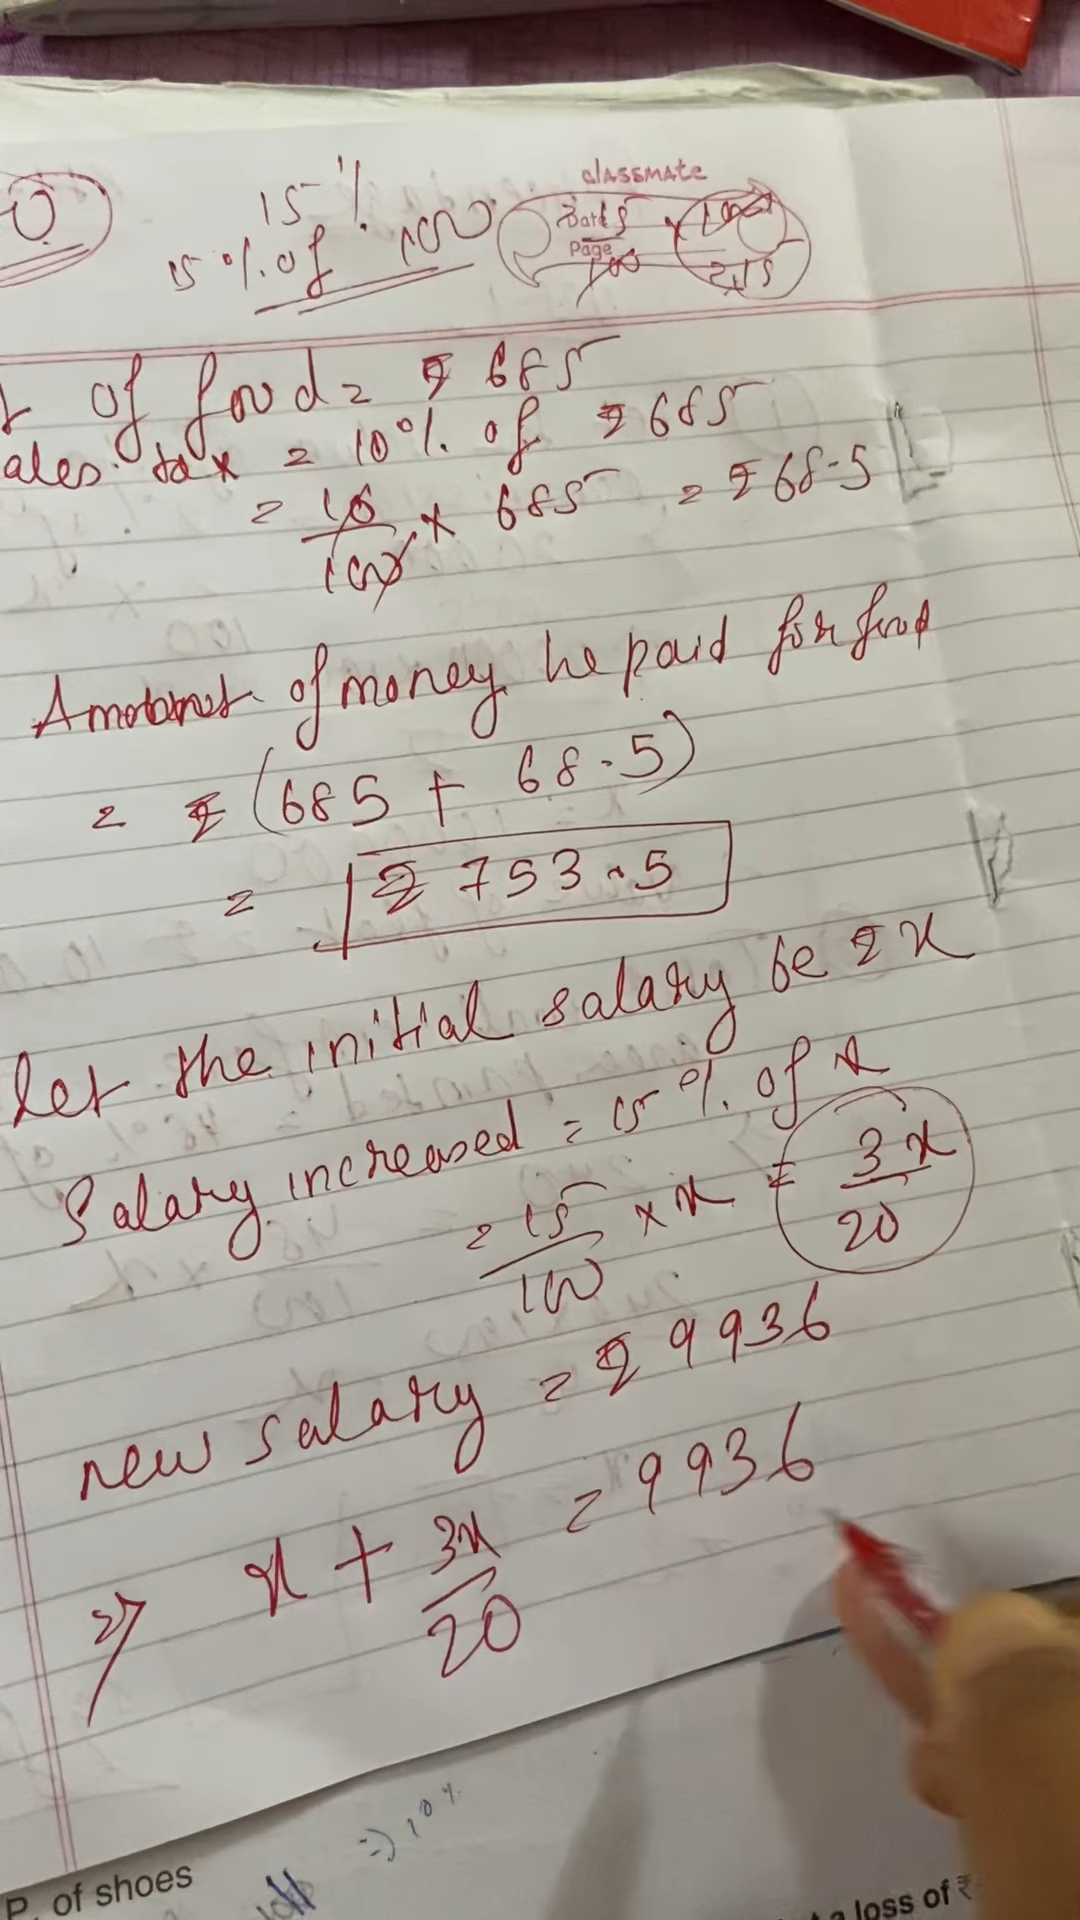 15 %
15 % of 100
classmate
Date
Page
100
of food = ₹ 685
ales tax = 10% of ₹ 685
= 10/100 × 685 = ₹ 68.5
Amount of money he paid for food
= ₹ (685 + 68.5)
= ₹ 753.5
let the initial salary be ₹ x
Salary increased = 15 % of x
= 15/100 × x = 3x/20
new salary = ₹ 9936
⇒ x + 3x/20 = 9936
=) 10%
P. of shoes
a loss of ₹